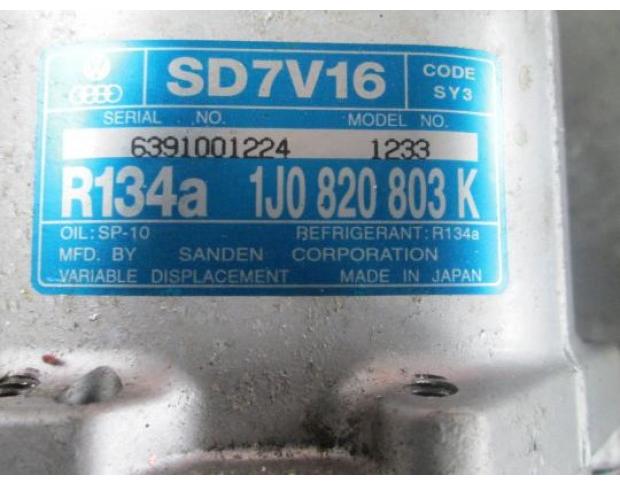 SD7V16
CODE
SY3
SERIAL NO.
MODEL NO.
6391001224
1233
R134a 1J0 820 803 K
OIL: SP-10
REFRIGERANT: R134a
MFD. BY SANDEN CORPORATION
VARIABLE DISPLACEMENT MADE IN JAPAN